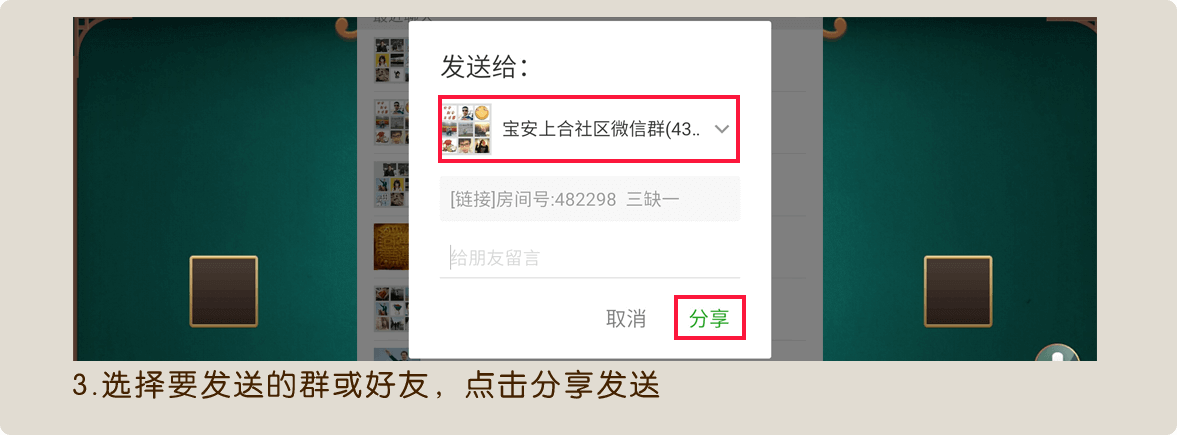 发送给：
宝安上合社区微信群(43..
[链接]房间号:482298 三缺一
给朋友留言
取消 分享
3.选择要发送的群或好友，点击分享发送